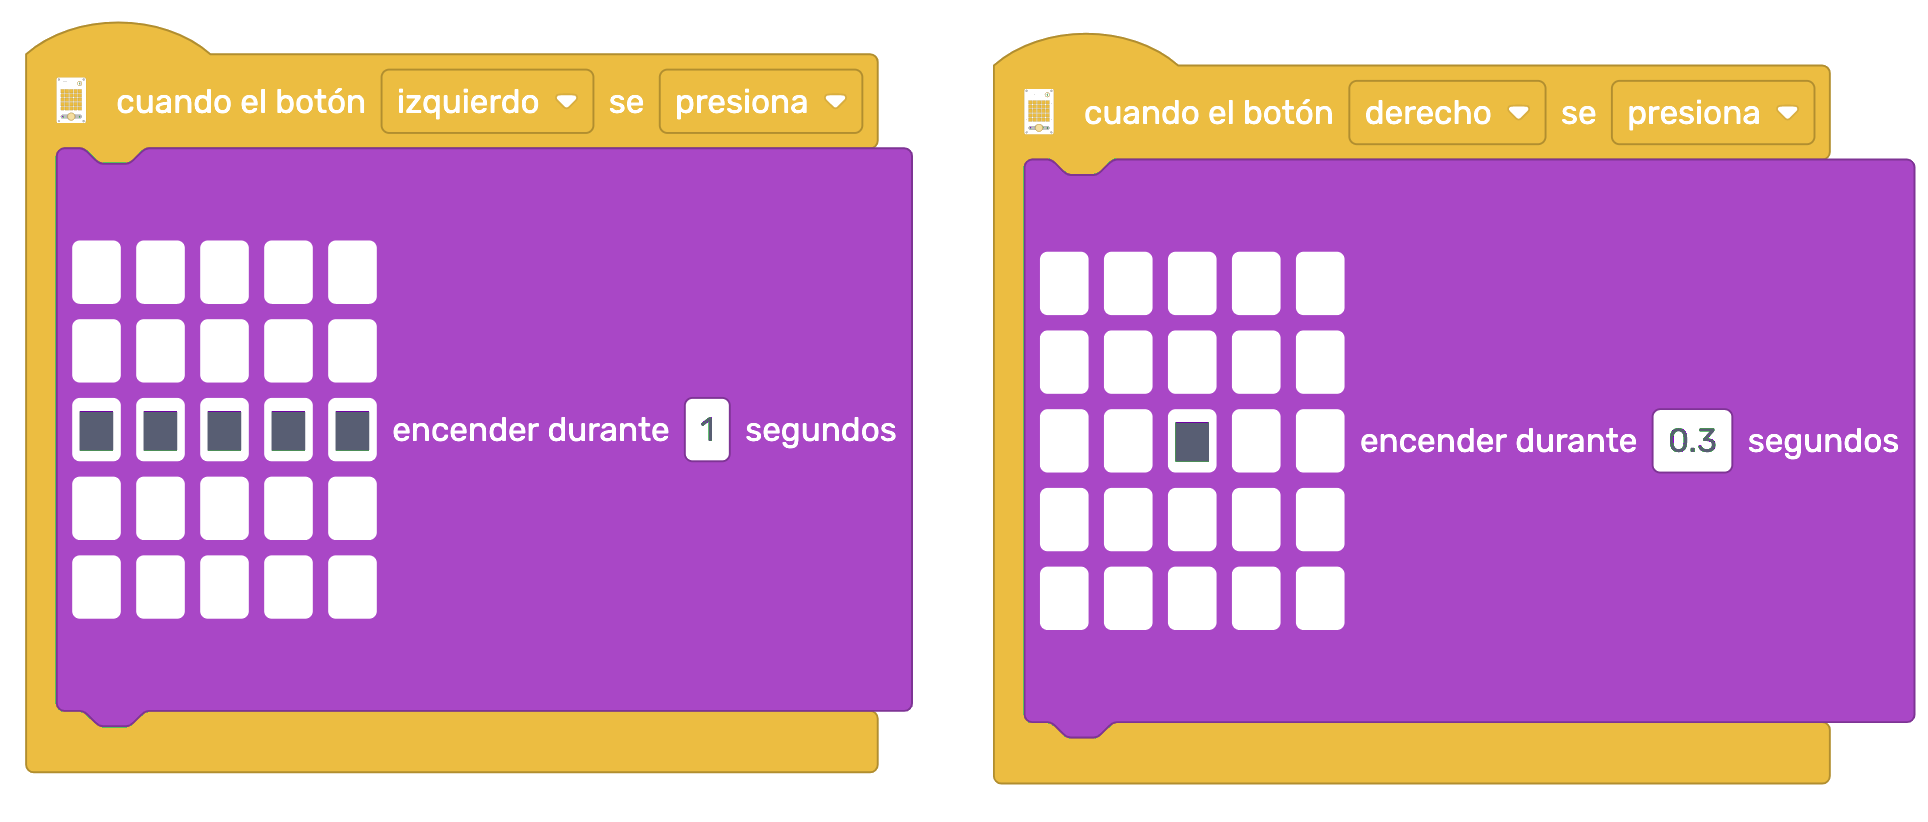 cuando el botón izquierdo se presiona
encender durante 1 segundos
cuando el botón derecho se presiona
encender durante 0.3 segundos